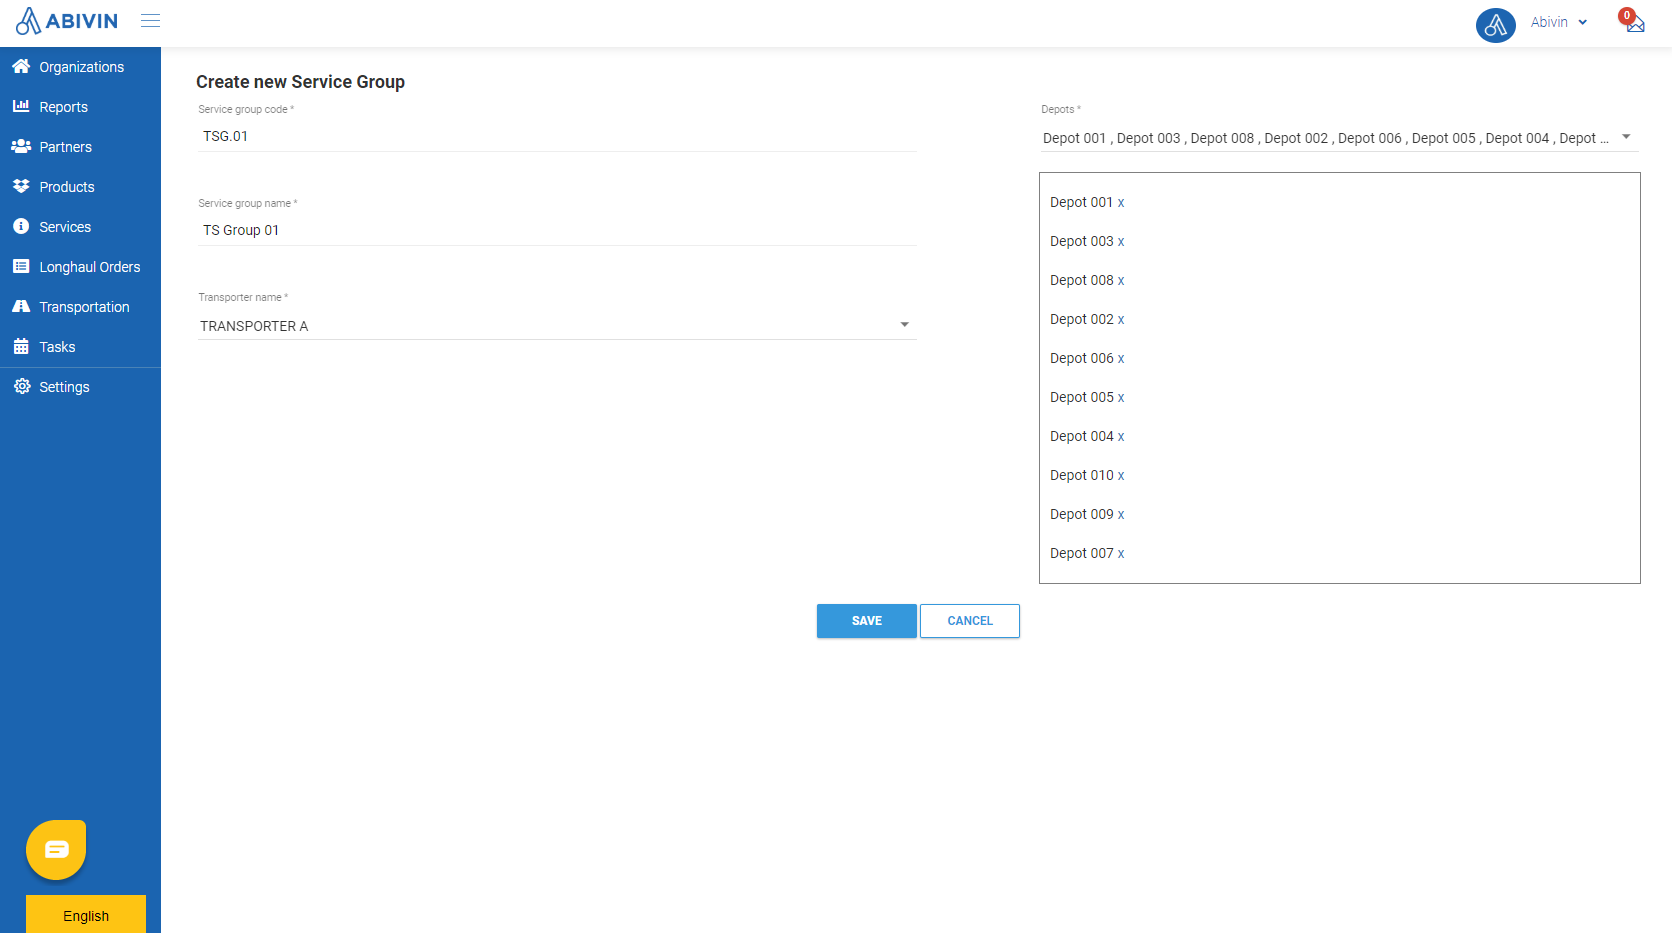 ABIVIN
Abivin
0
Organizations
Reports
Partners
Products
Services
Longhaul Orders
Transportation
Tasks
Settings
English
Create new Service Group
Service group code *
TSG.01
Service group name *
TS Group 01
Transporter name *
TRANSPORTER A
Depots *
Depot 001 , Depot 003 , Depot 008 , Depot 002 , Depot 006 , Depot 005 , Depot 004 , Depot ...
Depot 001 x
Depot 003 x
Depot 008 x
Depot 002 x
Depot 006 x
Depot 005 x
Depot 004 x
Depot 010 x
Depot 009 x
Depot 007 x
SAVE
CANCEL